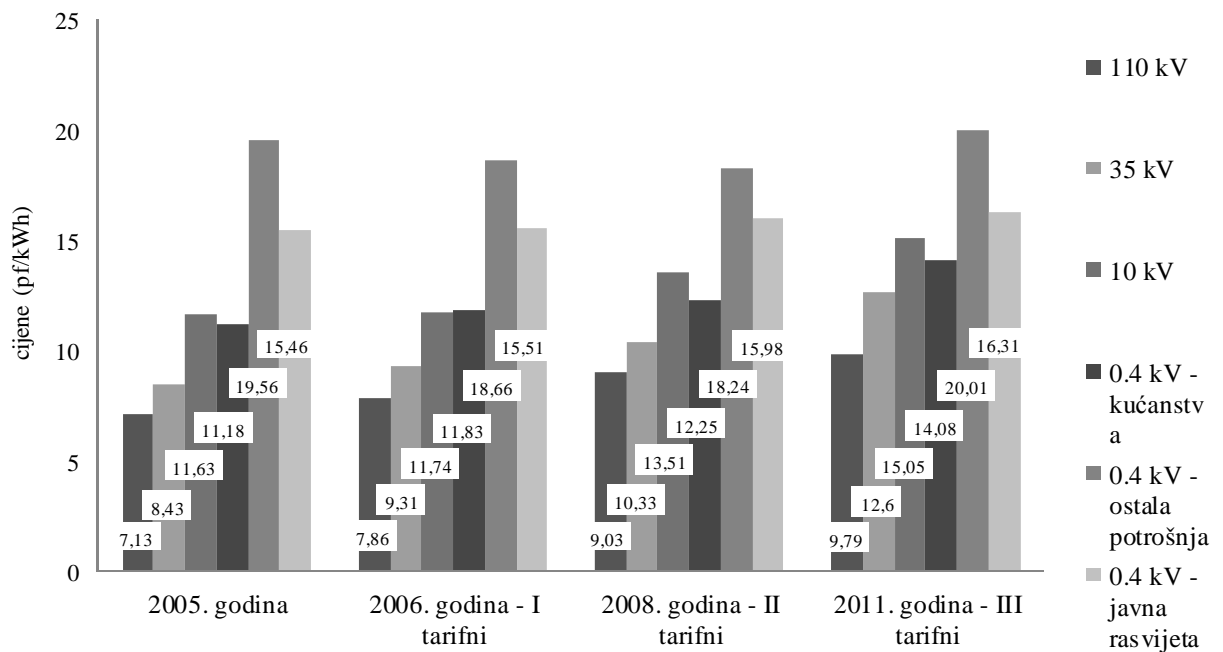 25
20
15
10
5
0
cijene (pf/kWh)
7,13
8,43
11,63
11,18
19,56
15,46
7,86
9,31
11,74
11,83
18,66
15,51
9,03
10,33
13,51
12,25
18,24
15,98
9,79
12,6
15,05
14,08
20,01
16,31
2005. godina
2006. godina - I
tarifni
2008. godina - II
tarifni
2011. godina - III
tarifni
110 kV
35 kV
10 kV
0.4 kV -
kućanstv
a
0.4 kV -
ostala
potrošnja
0.4 kV -
javna
rasvijeta